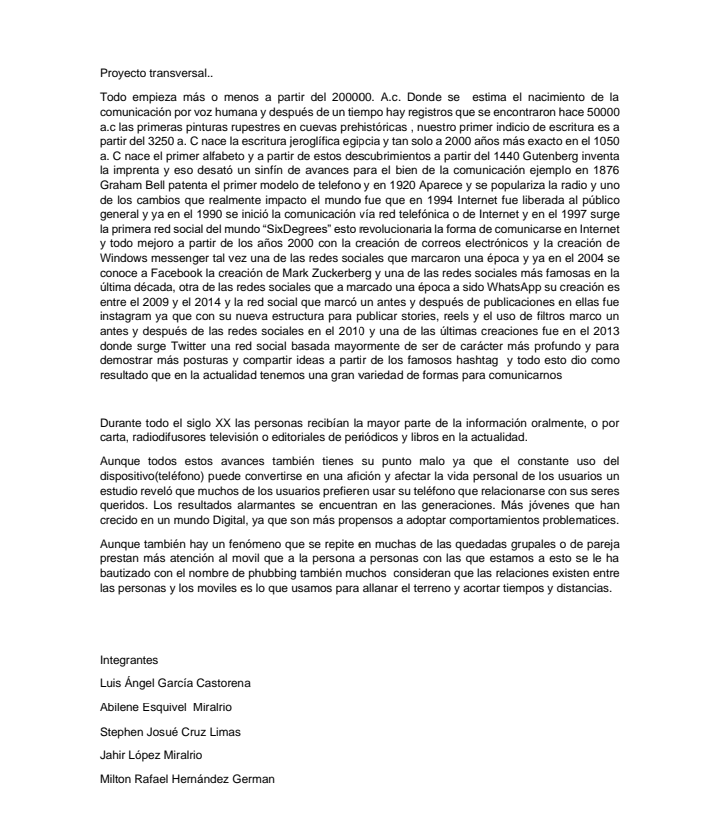 Proyecto transversal..
Todo empieza más o menos a partir del 200000. A.c. Donde se estima el nacimiento de la
comunicación por voz humana y después de un tiempo hay registros que se encontraron hace 50000
a.c las primeras pinturas rupestres en cuevas prehistóricas , nuestro primer indicio de escritura es a
partir del 3250 a. C nace la escritura jeroglífica egipcia y tan solo a 2000 años más exacto en el 1050
a. C nace el primer alfabeto y a partir de estos descubrimientos a partir del 1440 Gutenberg inventa
la imprenta y eso desató un sinfín de avances para el bien de la comunicación ejemplo en 1876
Graham Bell patenta el primer modelo de telefono y en 1920 Aparece y se populariza la radio y uno
de los cambios que realmente impacto el mundo fue que en 1994 Internet fue liberada al público
general y ya en el 1990 se inició la comunicación vía red telefónica o de Internet y en el 1997 surge
la primera red social del mundo “SixDegrees” esto revolucionaria la forma de comunicarse en Internet
y todo mejoro a partir de los años 2000 con la creación de correos electrónicos y la creación de
Windows messenger tal vez una de las redes sociales que marcaron una época y ya en el 2004 se
conoce a Facebook la creación de Mark Zuckerberg y una de las redes sociales más famosas en la
última década, otra de las redes sociales que a marcado una época a sido WhatsApp su creación es
entre el 2009 y el 2014 y la red social que marcó un antes y después de publicaciones en ellas fue
instagram ya que con su nueva estructura para publicar stories, reels y el uso de filtros marco un
antes y después de las redes sociales en el 2010 y una de las últimas creaciones fue en el 2013
donde surge Twitter una red social basada mayormente de ser de carácter más profundo y para
demostrar más posturas y compartir ideas a partir de los famosos hashtag y todo esto dio como
resultado que en la actualidad tenemos una gran variedad de formas para comunicarnos
Durante todo el siglo XX las personas recibían la mayor parte de la información oralmente, o por
carta, radiodifusores televisión o editoriales de periódicos y libros en la actualidad.
Aunque todos estos avances también tienes su punto malo ya que el constante uso del
dispositivo(teléfono) puede convertirse en una afición y afectar la vida personal de los usuarios un
estudio reveló que muchos de los usuarios prefieren usar su teléfono que relacionarse con sus seres
queridos. Los resultados alarmantes se encuentran en las generaciones. Más jóvenes que han
crecido en un mundo Digital, ya que son más propensos a adoptar comportamientos problematices.
Aunque también hay un fenómeno que se repite en muchas de las quedadas grupales o de pareja
prestan más atención al movil que a la persona a personas con las que estamos a esto se le ha
bautizado con el nombre de phubbing también muchos consideran que las relaciones existen entre
las personas y los moviles es lo que usamos para allanar el terreno y acortar tiempos y distancias.
Integrantes
Luis Ángel García Castorena
Abilene Esquivel Miralrio
Stephen Josué Cruz Limas
Jahir López Miralrio
Milton Rafael Hernández German